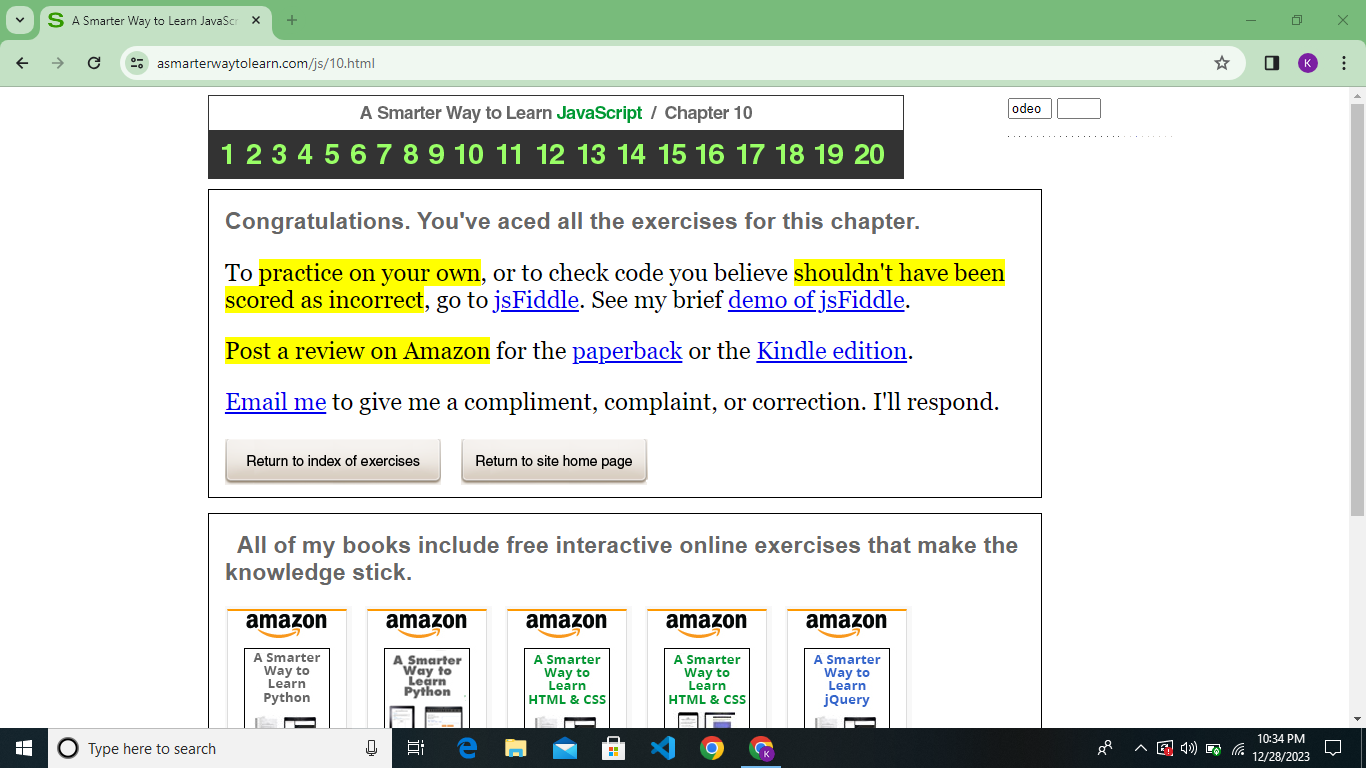 A Smarter Way to Learn JavaScr
asmarterwaytolearn.com/js/10.html
K
A Smarter Way to Learn JavaScript / Chapter 10
odeo
1 2 3 4 5 6 7 8 9 10 11 12 13 14 15 16 17 18 19 20
Congratulations. You've aced all the exercises for this chapter.
To practice on your own, or to check code you believe shouldn't have been
scored as incorrect, go to jsFiddle. See my brief demo of jsFiddle.
Post a review on Amazon for the paperback or the Kindle edition.
Email me to give me a compliment, complaint, or correction. I'll respond.
Return to index of exercises Return to site home page
All of my books include free interactive online exercises that make the
knowledge stick.
amazon amazon amazon amazon amazon
A Smarter A Smarter A Smarter A Smarter A Smarter
Way to Way to Way to Way to Way to
Learn Learn Learn Learn Learn
Python Python HTML & CSS HTML & CSS jQuery
Type here to search
K
10:34 PM
12/28/2023